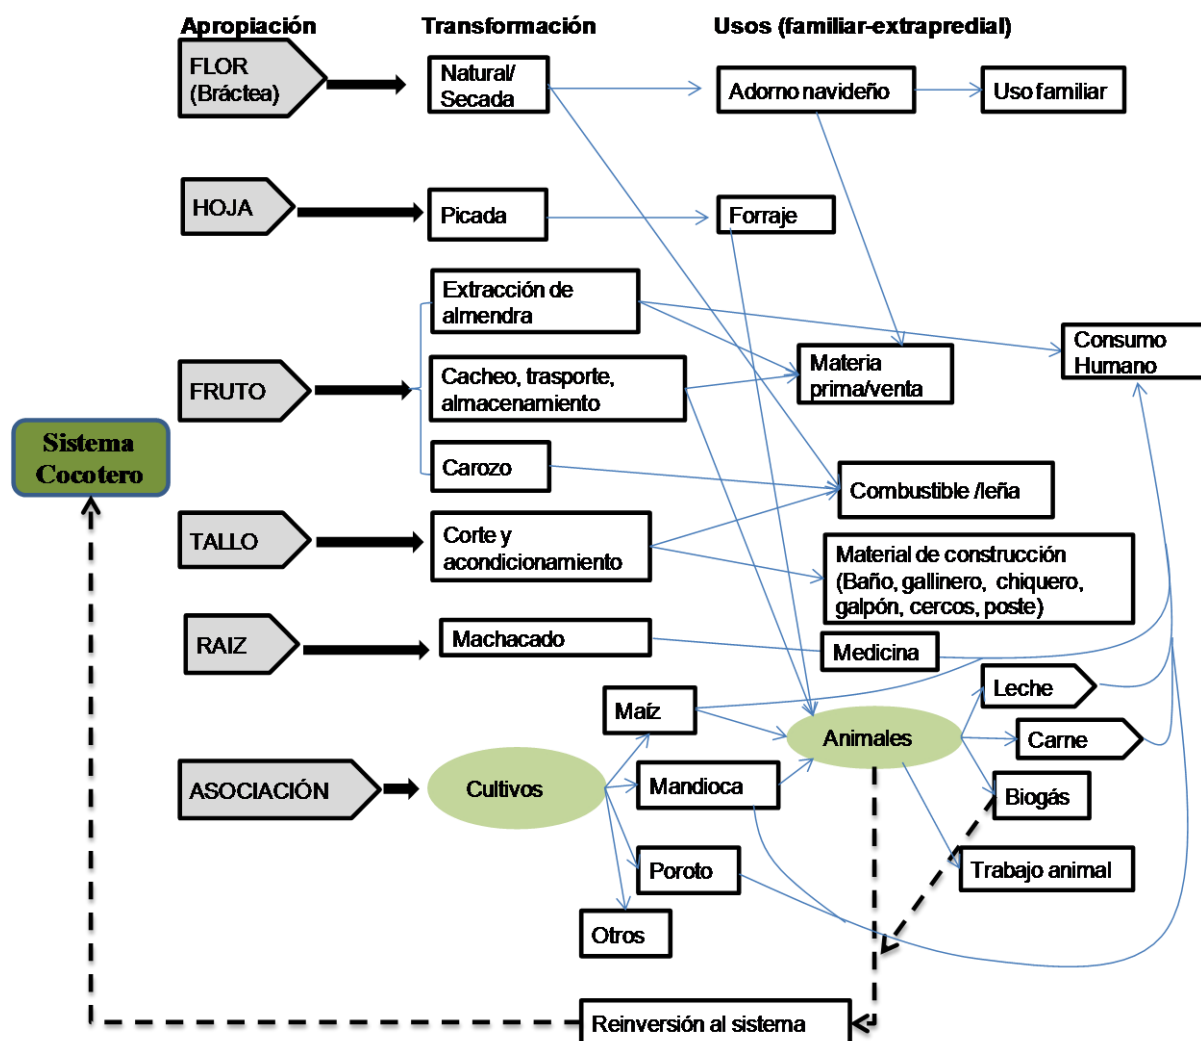 Apropiación
Transformación
Usos (familiar-extrapredial)
FLOR
(Bráctea)
Natural/
Secada
Adorno navideño
Uso familiar
HOJA
Picada
Forraje
Extracción de
almendra
FRUTO
Cacheo, trasporte,
almacenamiento
Materia
prima/venta
Consumo
Humano
Sistema
Cocotero
Carozo
Combustible /leña
TALLO
Corte y
acondicionamiento
Material de construcción
(Baño, gallinero, chiquero,
galpón, cercos, poste)
RAIZ
Machacado
Medicina
Leche
Maíz
Animales
Carne
ASOCIACIÓN
Cultivos
Mandioca
Biogás
Poroto
Trabajo animal
Otros
Reinversión al sistema